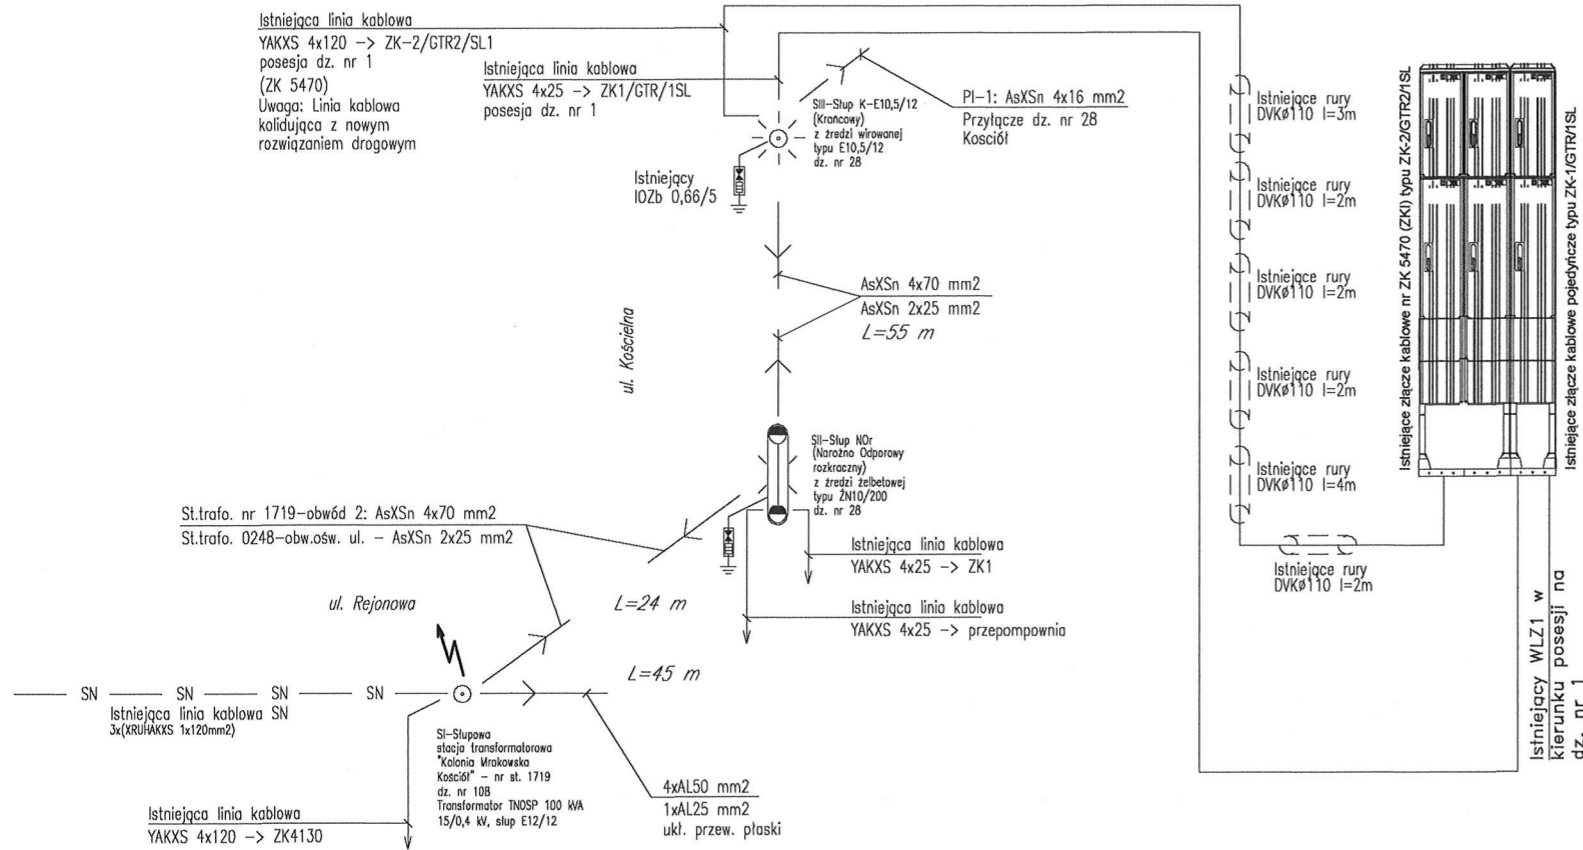 Istniejąca linia kablowa
YAKXS 4x120 -> ZK-2/GTR2/SL1
posesja dz. nr 1
(ZK 5470)
Uwaga: Linia kablowa
kolidująca z nowym
rozwiązaniem drogowym
Istniejąca linia kablowa
YAKXS 4x25 -> ZK1/GTR/1SL
posesja dz. nr 1
SIII-Słup K-E10,5/12
(Krańcowy)
z żredzi wirowanej
typu E10,5/12
dz. nr 28
PI-1: AsXSn 4x16 mm2
Przyłącze dz. nr 28
Kosciół
Istniejący
IOZb 0,66/5
Istniejące rury
DVKø110 l=3m
Istniejące rury
DVKø110 l=2m
Istniejące rury
DVKø110 l=2m
Istniejące rury
DVKø110 l=2m
Istniejące rury
DVKø110 l=4m
Istniejące rury
DVKø110 l=2m
Istniejące złącze kablowe nr ZK 5470 (ZKI) typu ZK-2/GTR2/1SL
Istniejące złącze kablowe pojedyńcze typu ZK-1/GTR/1SL
AsXSn 4x70 mm2
AsXSn 2x25 mm2
L=55 m
ul. Kościelna
SII-Słup NOr
(Narożno Odporowy
rozkraczny)
z żredzi żelbetowej
typu ŻN10/200
dz. nr 28
St.trafo. nr 1719-obwód 2: AsXSn 4x70 mm2
St.trafo. 0248-obw.ośw. ul. - AsXSn 2x25 mm2
Istniejąca linia kablowa
YAKXS 4x25 -> ZK1
Istniejąca linia kablowa
YAKXS 4x25 -> przepompownia
ul. Rejonowa
L=24 m
L=45 m
SN SN SN SN
Istniejąca linia kablowa SN
3x(XRUHAKXS 1x120mm2)
SI-Słupowa
stacja transformatorowa
"Kolonia Mrakowska
Kosciół" - nr st. 1719
dz. nr 108
Transformator TNOSP 100 kVA
15/0,4 kV, słup E12/12
4xAL50 mm2
1xAL25 mm2
ukł. przew. płaski
Istniejąca linia kablowa
YAKXS 4x120 -> ZK4130
Istniejący WLZ1 w
kierunku posesji na
dz. nr 1